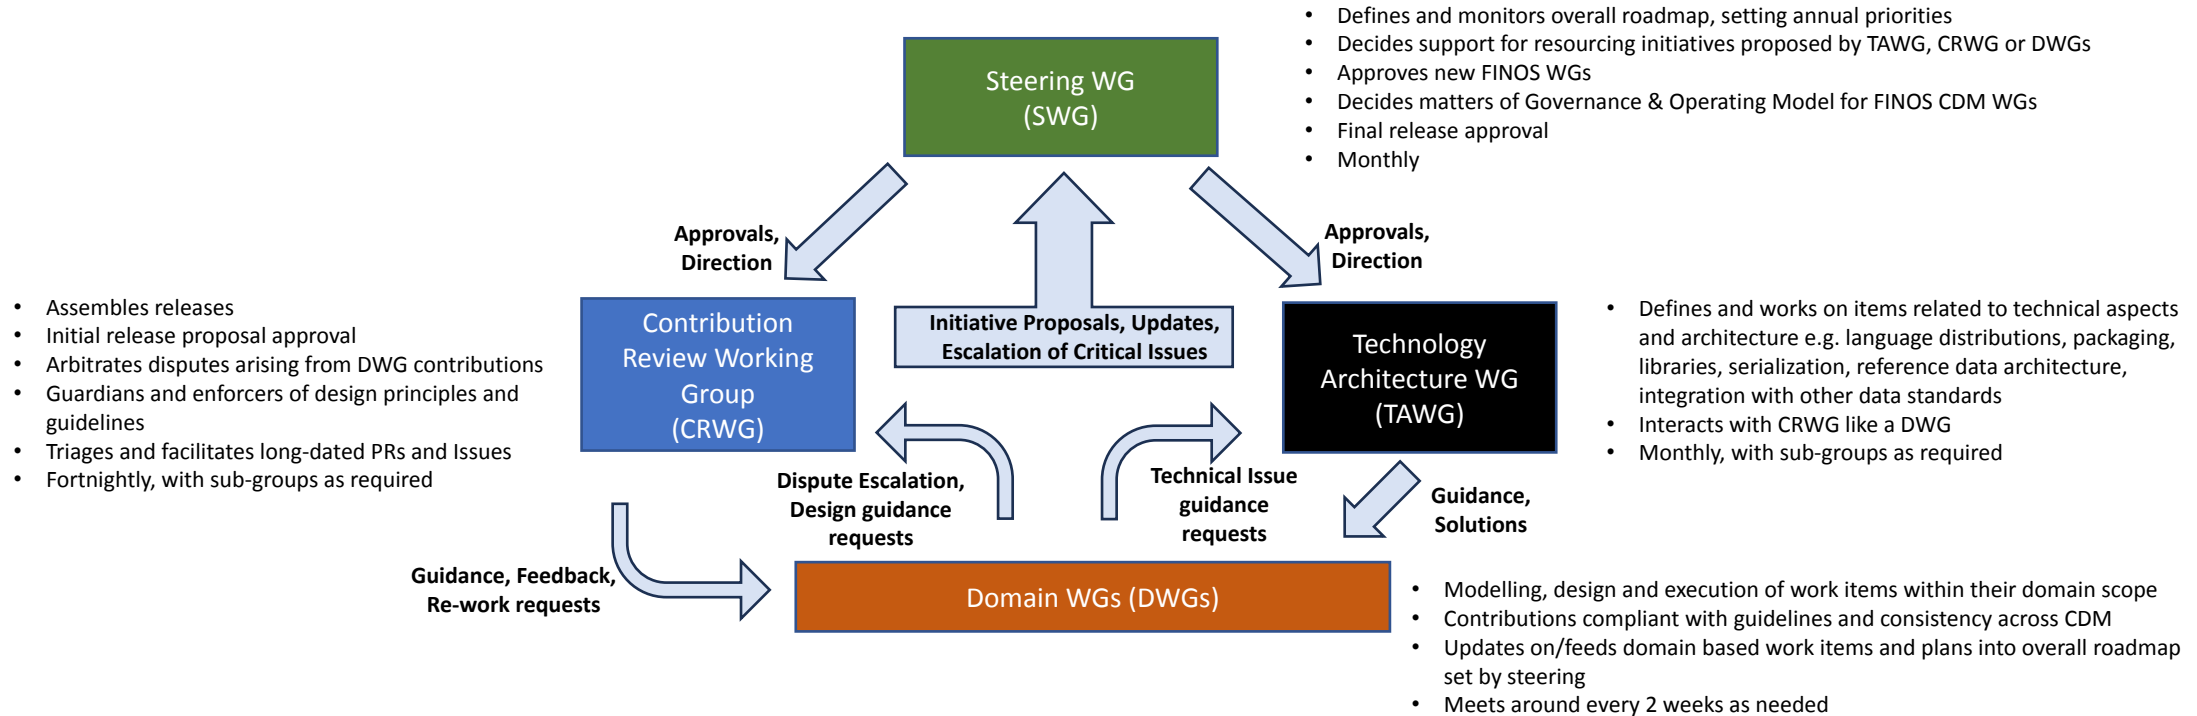 • Defines and monitors overall roadmap, setting annual priorities
• Decides support for resourcing initiatives proposed by TAWG, CRWG or DWGs
• Approves new FINOS WGs
• Decides matters of Governance & Operating Model for FINOS CDM WGs
• Final release approval
• Monthly
Steering WG
(SWG)
Approvals,
Direction
Approvals,
Direction
• Assembles releases
• Initial release proposal approval
• Arbitrates disputes arising from DWG contributions
• Guardians and enforcers of design principles and
guidelines
• Triages and facilitates long-dated PRs and Issues
• Fortnightly, with sub-groups as required
Contribution
Review Working
Group
(CRWG)
Initiative Proposals, Updates,
Escalation of Critical Issues
Technology
Architecture WG
(TAWG)
• Defines and works on items related to technical aspects
and architecture e.g. language distributions, packaging,
libraries, serialization, reference data architecture,
integration with other data standards
• Interacts with CRWG like a DWG
• Monthly, with sub-groups as required
Dispute Escalation,
Design guidance
requests
Technical Issue
guidance
requests
Guidance,
Solutions
Guidance, Feedback,
Re-work requests
Domain WGs (DWGs)
• Modelling, design and execution of work items within their domain scope
• Contributions compliant with guidelines and consistency across CDM
• Updates on/feeds domain based work items and plans into overall roadmap
set by steering
• Meets around every 2 weeks as needed